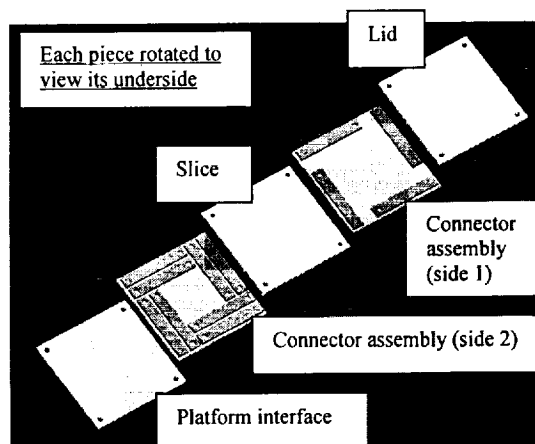 Lid
Each piece rotated to
view its underside
Slice
Connector
assembly
(side 1)
Connector assembly (side 2)
Platform interface